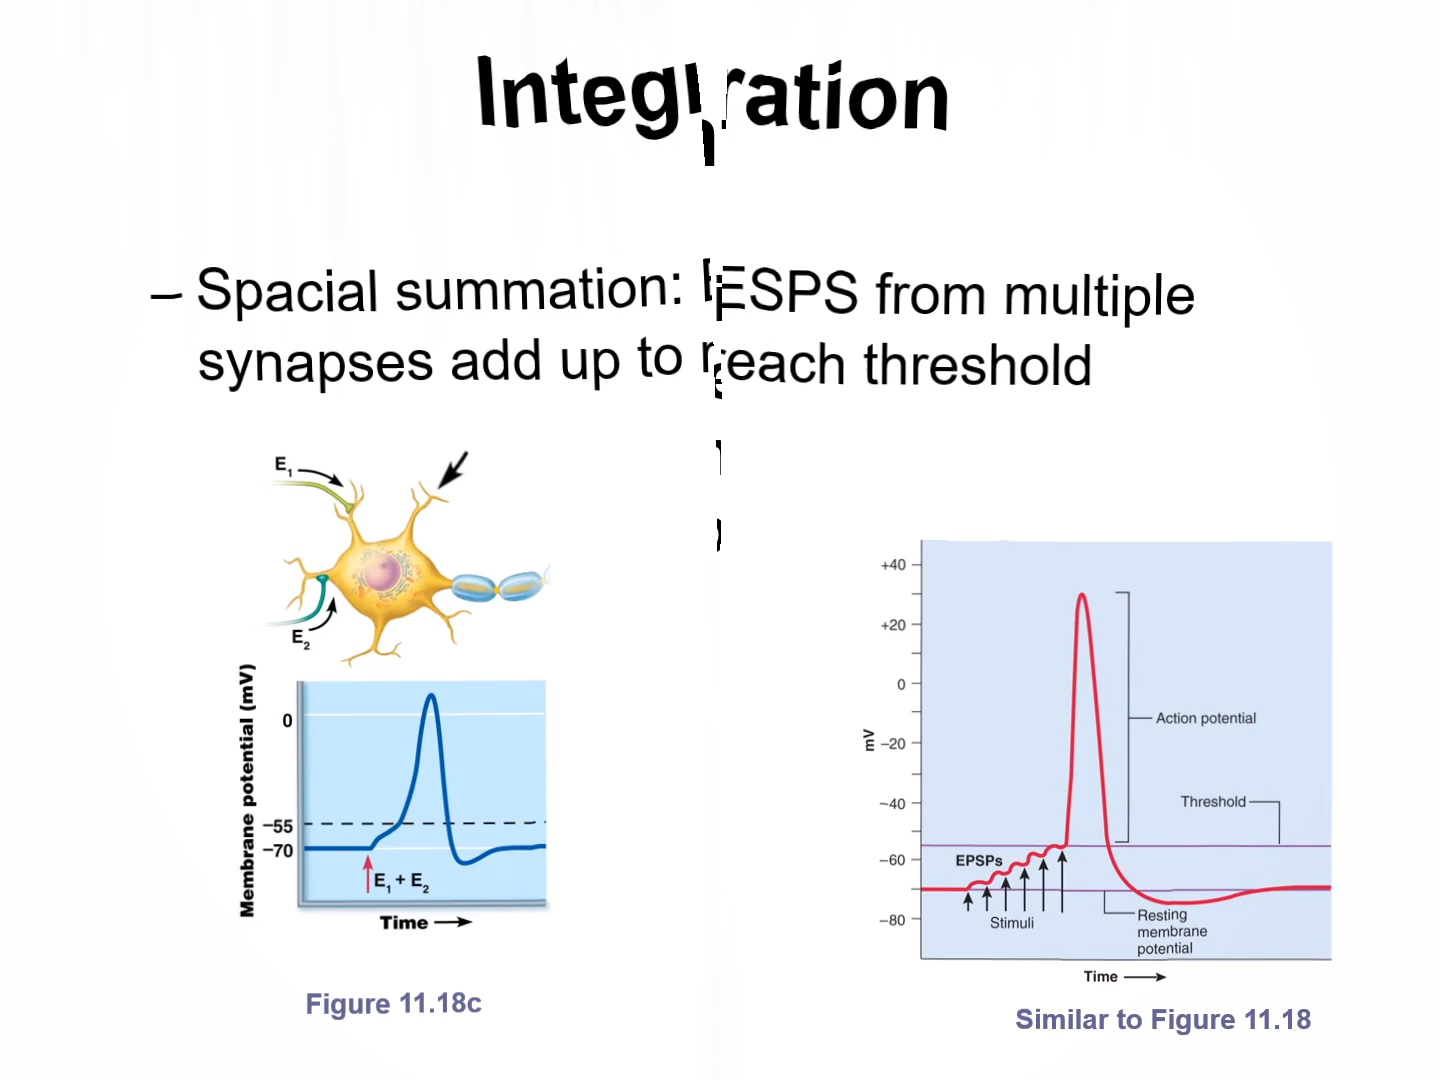 Integration
– Spacial summation: ESPS from multiple
synapses add up to reach threshold
E1
E2
Membrane potential (mV)
0
–55
–70
E1 + E2
Time
Figure 11.18c
+40
+20
0
–20
–40
–60
–80
mV
Action potential
Threshold
EPSPs
Stimuli
Resting
membrane
potential
Time
Similar to Figure 11.18